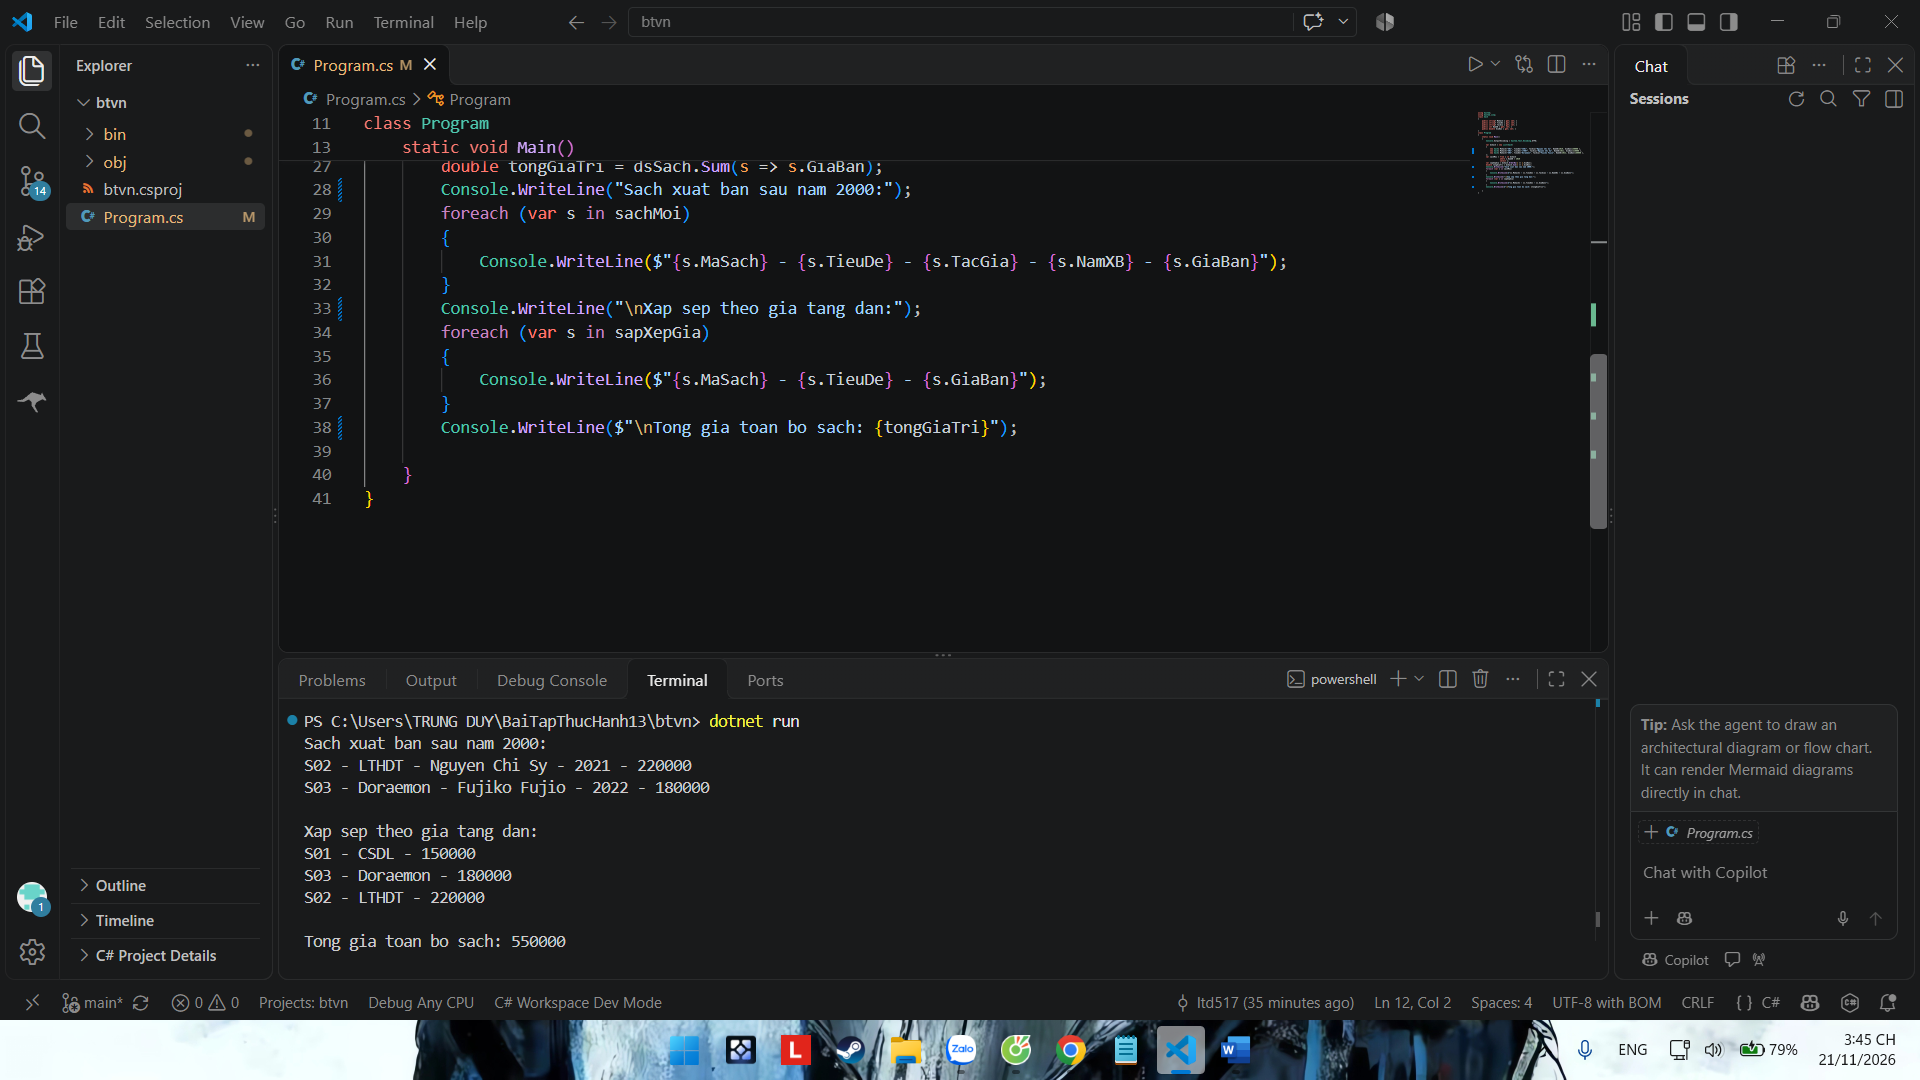 File Edit Selection View Go Run Terminal Help
btvn
Explorer
btvn
bin
obj
btvn.csproj
Program.cs M
14
Outline
Timeline
C# Project Details
1
Program.cs M
Program.cs > Program
11 class Program
13 static void Main()
27 double tongGiaTri = dsSach.Sum(s => s.GiaBan);
28 Console.WriteLine("Sach xuat ban sau nam 2000:");
29 foreach (var s in sachMoi)
30 {
31 Console.WriteLine($"{s.MaSach} - {s.TieuDe} - {s.TacGia} - {s.NamXB} - {s.GiaBan}");
32 }
33 Console.WriteLine("\nXap sep theo gia tang dan:");
34 foreach (var s in sapXepGia)
35 {
36 Console.WriteLine($"{s.MaSach} - {s.TieuDe} - {s.GiaBan}");
37 }
38 Console.WriteLine($"\nTong gia toan bo sach: {tongGiaTri}");
39
40 }
41 }
Problems Output Debug Console Terminal Ports
powershell
PS C:\Users\TRUNG DUY\BaiTapThucHanh13\btvn> dotnet run
Sach xuat ban sau nam 2000:
S02 - LTHDT - Nguyen Chi Sy - 2021 - 220000
S03 - Doraemon - Fujiko Fujio - 2022 - 180000
Xap sep theo gia tang dan:
S01 - CSDL - 150000
S03 - Doraemon - 180000
S02 - LTHDT - 220000
Tong gia toan bo sach: 550000
Chat
Sessions
Tip: Ask the agent to draw an
architectural diagram or flow chart.
It can render Mermaid diagrams
directly in chat.
Program.cs
Chat with Copilot
Copilot
main* 0 0 Projects: btvn Debug Any CPU C# Workspace Dev Mode
ltd517 (35 minutes ago) Ln 12, Col 2 Spaces: 4 UTF-8 with BOM CRLF { } C#
L
Zalo
W
ENG
79%
3:45 CH
21/11/2026